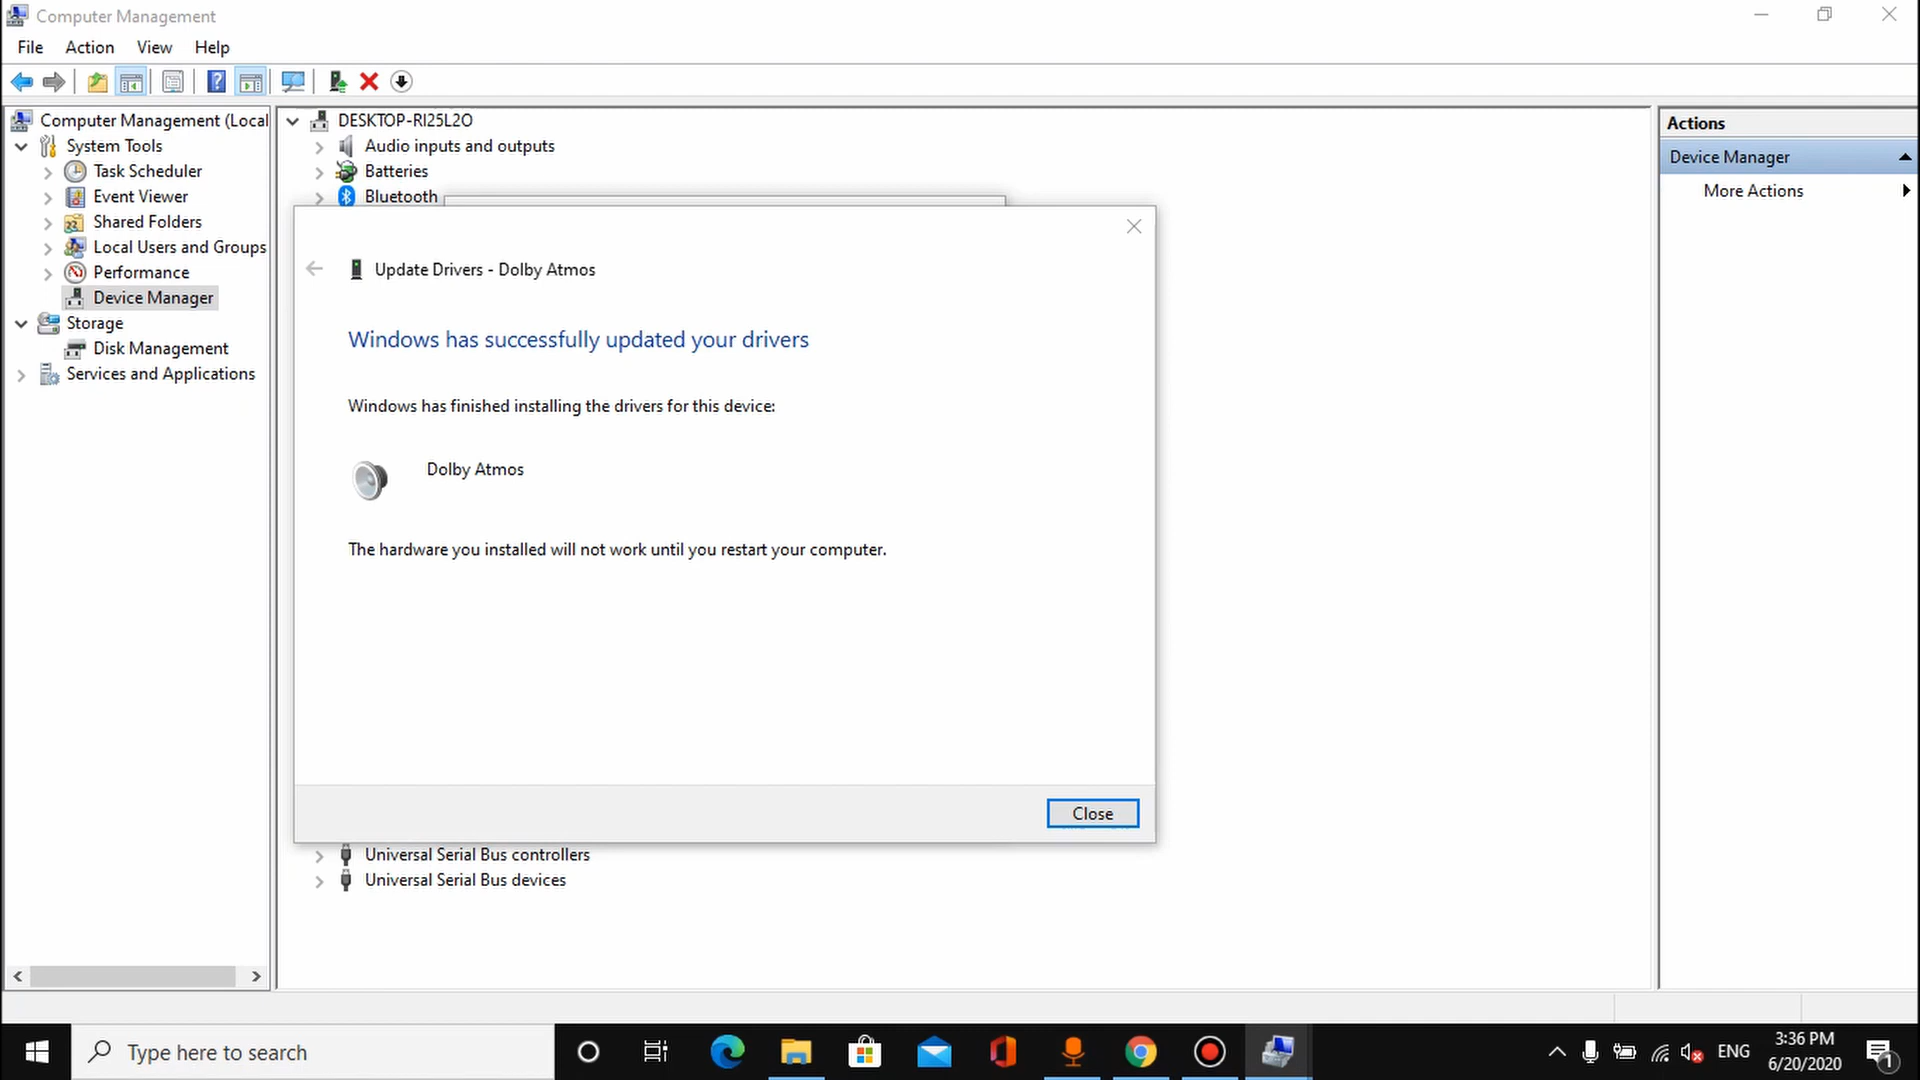 Computer Management
File Action View Help
Computer Management (Local
System Tools
Task Scheduler
Event Viewer
Shared Folders
Local Users and Groups
Performance
Device Manager
Storage
Disk Management
Services and Applications
DESKTOP-RI25L2O
Audio inputs and outputs
Batteries
Bluetooth
Update Drivers - Dolby Atmos
Windows has successfully updated your drivers
Windows has finished installing the drivers for this device:
Dolby Atmos
The hardware you installed will not work until you restart your computer.
Close
Universal Serial Bus controllers
Universal Serial Bus devices
Actions
Device Manager
More Actions
Type here to search
ENG
3:36 PM
6/20/2020
1